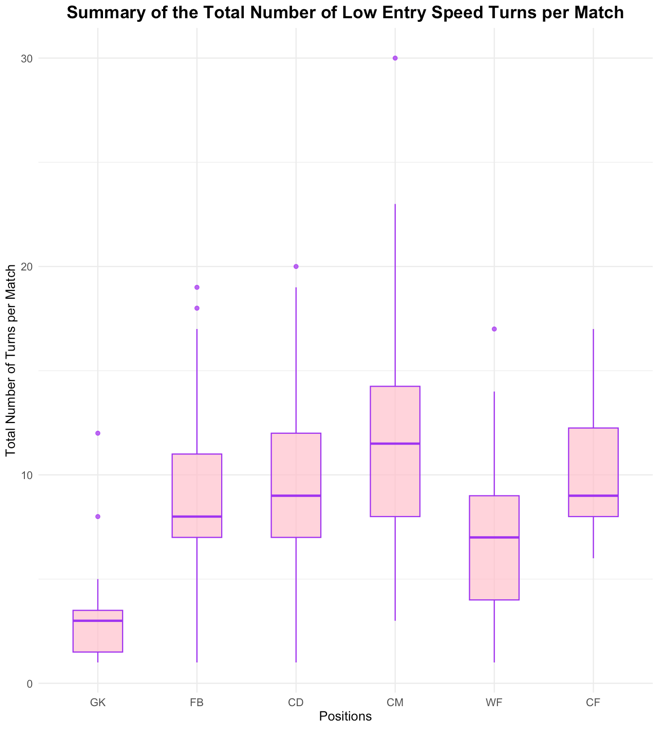 Summary of the Total Number of Low Entry Speed Turns per Match
Total Number of Turns per Match
30
20
10
0
GK FB CD CM WF CF
Positions